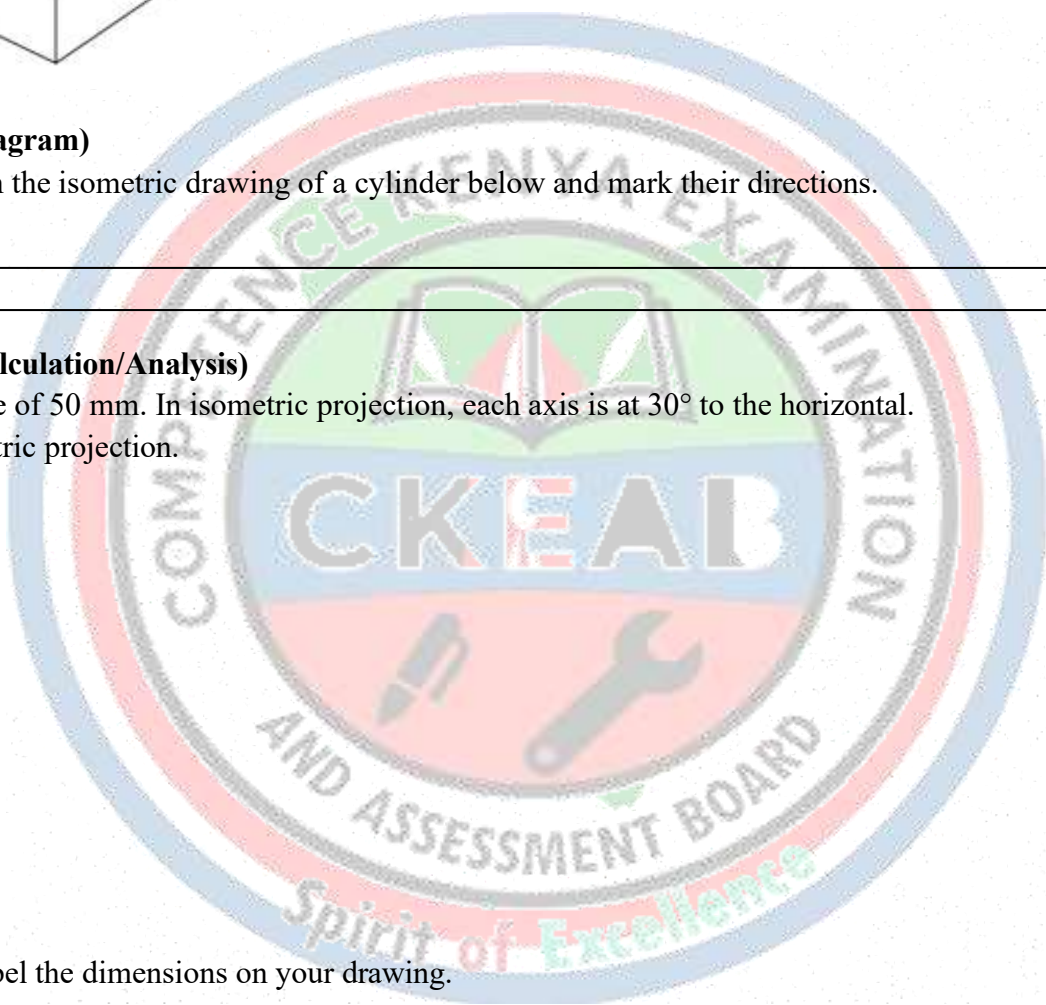 agram)
n the isometric drawing of a cylinder below and mark their directions.
lculation/Analysis)
e of 50 mm. In isometric projection, each axis is at 30° to the horizontal.
tric projection.
COMPETENCE KENYA EXAMINATION
CKEAB
AND ASSESSMENT BOARD
Spirit of Excellence
bel the dimensions on your drawing.